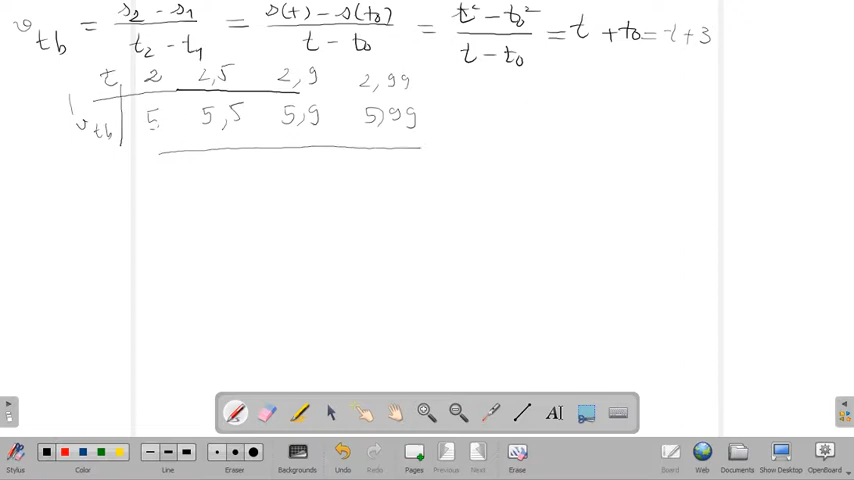 v_tb = (s₂ - s₁)/(t₂ - t₁) = (s(t) - s(t₀))/(t - t₀) = (t² - t₀²)/(t - t₀) = t + t₀ = t + 3
t 2 2,5 2,9 2,99
v_tb 5 5,5 5,9 5,99
Stylus Color Line Eraser Backgrounds Undo Redo Pages Previous Next Erase Board Web Documents Show Desktop OpenBoard